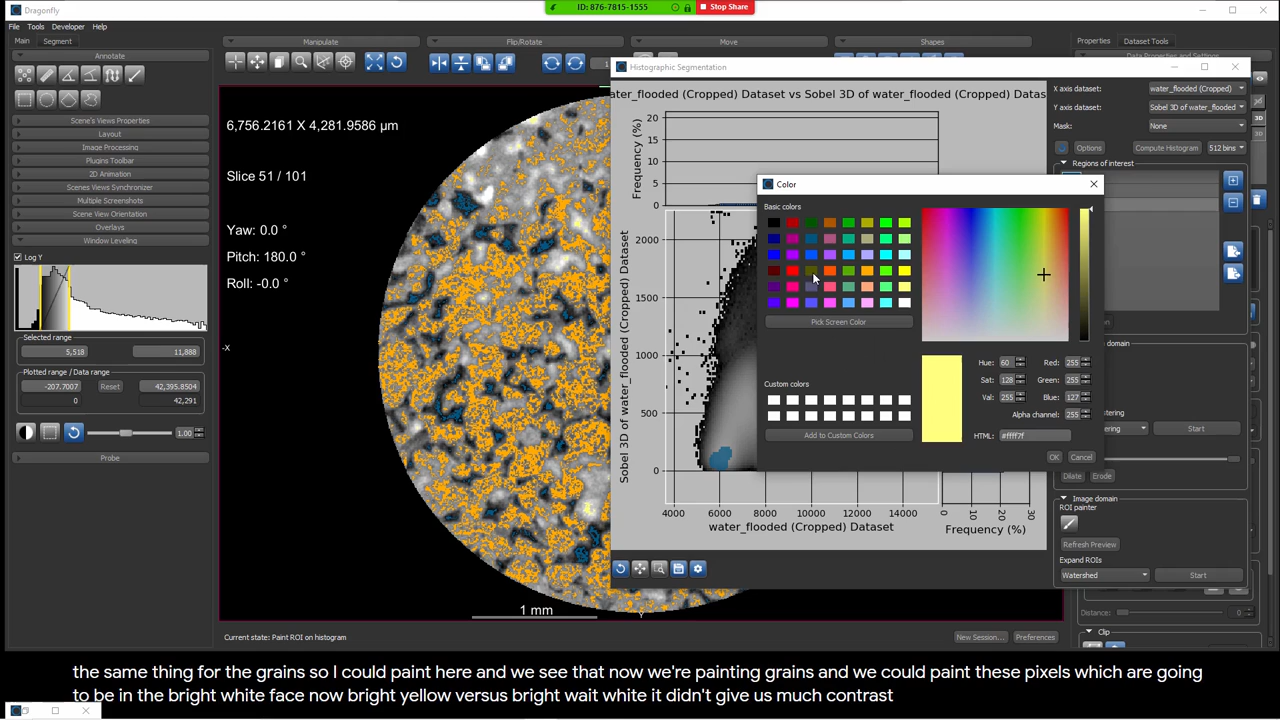 Dragonfly
ID: 876-7815-1555
Stop Share
File Tools Developer Help
Main Segment
Manipulate
Flip/Rotate
Move
Shapes
Properties Dataset Tools
Annotate
Histographic Segmentation
Scene's Views Properties
Layout
Image Processing
Plugins Toolbar
2D Animation
Scenes Views Synchronizer
Multiple Screenshots
Scene View Orientation
Overlays
Window Leveling
Log Y
Selected range
5,518 11,888
Plotted range / Data range
-207.7007 Reset 42,395.8504
0 42,291
1.00
Probe
6,756.2161 X 4,281.9586 µm
Slice 51 / 101
Yaw: 0.0 °
Pitch: 180.0 °
Roll: -0.0 °
-X
1 mm
Current state: Paint ROI on histogram
New Session...
Preferences
ater_flooded (Cropped) Dataset vs Sobel 3D of water_flooded (Cropped) Datas
Frequency (%)
20
15
10
5
0
Sobel 3D of water_flooded (Cropped) Dataset
2000
1500
1000
500
0
4000 6000 8000 10000 12000 14000
water_flooded (Cropped) Dataset
0 10 20 30
Frequency (%)
X axis dataset: water_flooded (Cropped)
Y axis dataset: Sobel 3D of water_flooded
Mask: None
Options Compute Histogram 512 bins
Regions of interest
Color
Basic colors
Pick Screen Color
Custom colors
Add to Custom Colors
Hue: 60 Red: 255
Sat: 128 Green: 255
Val: 255 Blue: 127
Alpha channel: 255
HTML: #ffff7f
OK Cancel
Start
Dilate Erode
Image domain
ROI painter
Refresh Preview
Expand ROIs
Watershed Start
Distance: 0
Clip
the same thing for the grains so I could paint here and we see that now we're painting grains and we could paint these pixels which are going
to be in the bright white face now bright yellow versus bright wait white it didn't give us much contrast